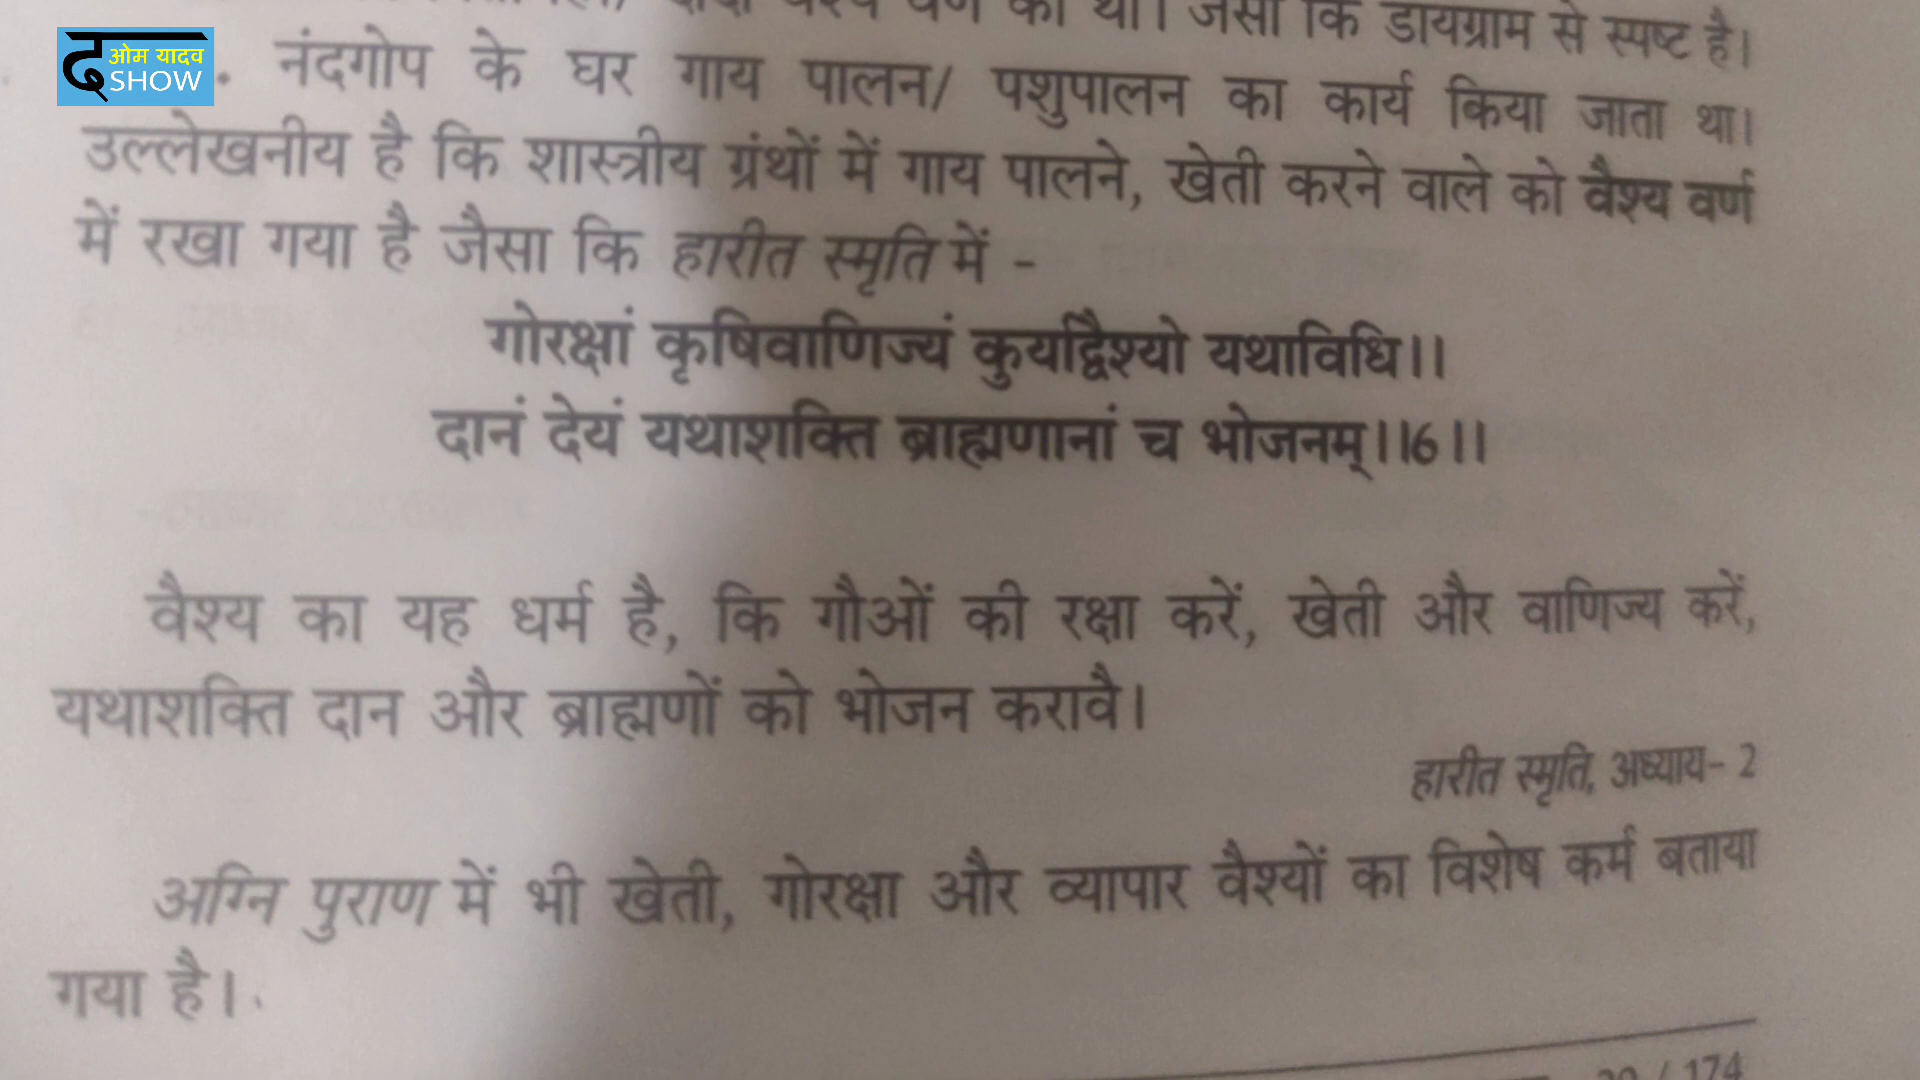 द ओम यादव SHOW
वर्ण का था। जैसा कि डायग्राम से स्पष्ट है।
नंदगोप के घर गाय पालन/ पशुपालन का कार्य किया जाता था।
उल्लेखनीय है कि शास्त्रीय ग्रंथों में गाय पालने, खेती करने वाले को वैश्य वर्ण
में रखा गया है जैसा कि हारीत स्मृति में -
गोरक्षां कृषिवाणिज्यं कुर्याद्वैश्यो यथाविधि।।
दानं देयं यथाशक्ति ब्राह्मणानां च भोजनम्।।6।।
वैश्य का यह धर्म है, कि गौओं की रक्षा करें, खेती और वाणिज्य करें,
यथाशक्ति दान और ब्राह्मणों को भोजन करावै।
हारीत स्मृति, अध्याय- 2
अग्नि पुराण में भी खेती, गोरक्षा और व्यापार वैश्यों का विशेष कर्म बताया
गया है।
/ 174